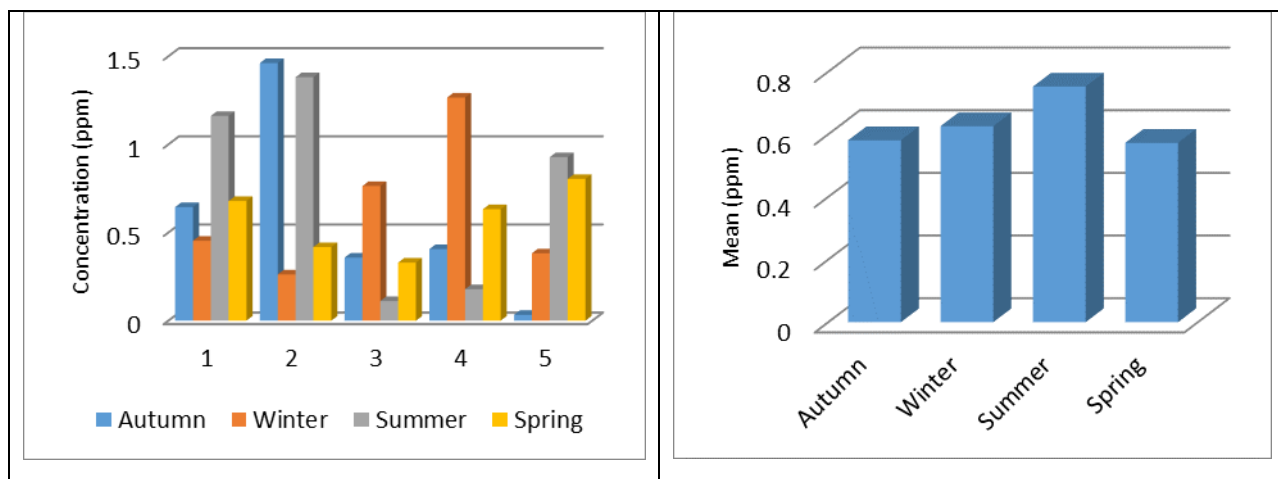 Concentration (ppm)
1.5
1
0.5
0
1 2 3 4 5
Autumn Winter Summer Spring
Mean (ppm)
0.8
0.6
0.4
0.2
0
Autumn
Winter
Summer
Spring